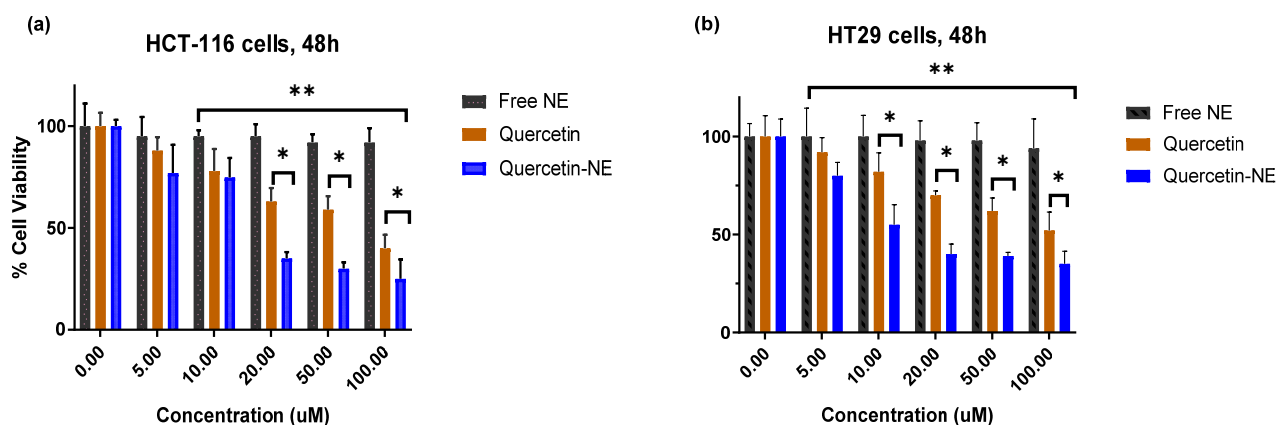 (a)
HCT-116 cells, 48h
**
*
*
*
Free NE
Quercetin
Quercetin-NE
% Cell Viability
100
50
0
0.00
5.00
10.00
20.00
50.00
100.00
Concentration (uM)
(b)
HT29 cells, 48h
**
*
*
*
*
Free NE
Quercetin
Quercetin-NE
100
50
0
0.00
5.00
10.00
20.00
50.00
100.00
Concentration (uM)